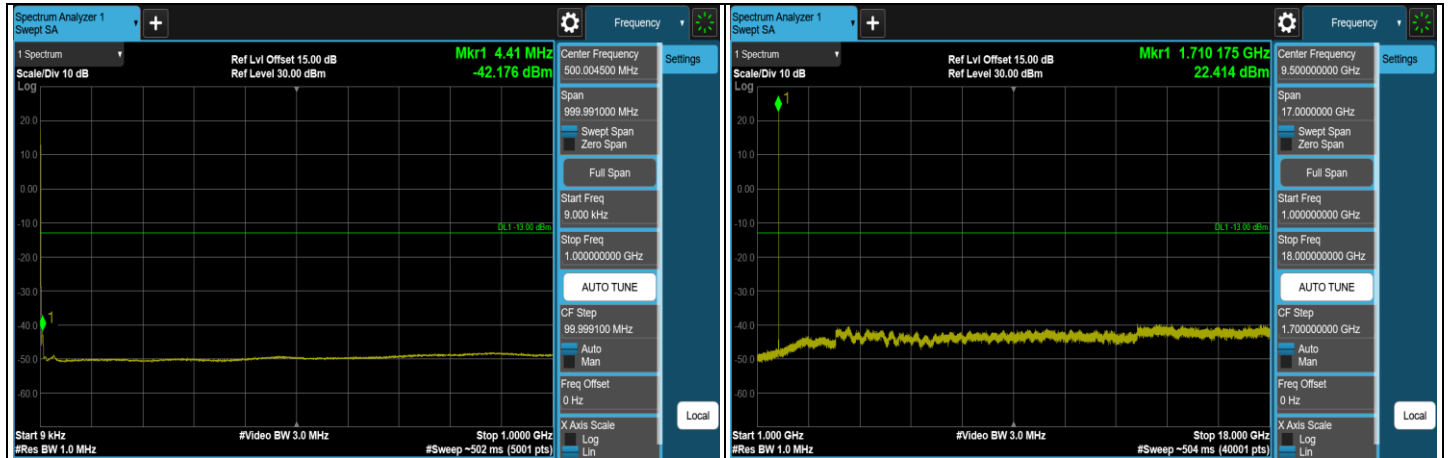 Spectrum Analyzer 1
Swept SA
+
Frequency
1 Spectrum
Scale/Div 10 dB
Log
Ref Lvl Offset 15.00 dB
Ref Level 30.00 dBm
Mkr1 4.41 MHz
-42.176 dBm
1
20.0
10.0
0.00
-10.0
-20.0
-30.0
-40.0
-50.0
-60.0
DL1 -13.00 dBm
Start 9 kHz
#Res BW 1.0 MHz
#Video BW 3.0 MHz
Stop 1.0000 GHz
#Sweep ~502 ms (5001 pts)
Center Frequency
500.004500 MHz
Span
999.991000 MHz
Swept Span
Zero Span
Full Span
Start Freq
9.000 kHz
Stop Freq
1.000000000 GHz
AUTO TUNE
CF Step
99.999100 MHz
Auto
Man
Freq Offset
0 Hz
X Axis Scale
Log
Lin
Settings
Local
Spectrum Analyzer 1
Swept SA
+
Frequency
1 Spectrum
Scale/Div 10 dB
Log
Ref Lvl Offset 15.00 dB
Ref Level 30.00 dBm
Mkr1 1.710 175 GHz
22.414 dBm
1
20.0
10.0
0.00
-10.0
-20.0
-30.0
-40.0
-50.0
-60.0
DL1 -13.00 dBm
Start 1.000 GHz
#Res BW 1.0 MHz
#Video BW 3.0 MHz
Stop 18.000 GHz
#Sweep ~504 ms (40001 pts)
Center Frequency
9.500000000 GHz
Span
17.0000000 GHz
Swept Span
Zero Span
Full Span
Start Freq
1.000000000 GHz
Stop Freq
18.000000000 GHz
AUTO TUNE
CF Step
1.700000000 GHz
Auto
Man
Freq Offset
0 Hz
X Axis Scale
Log
Lin
Settings
Local